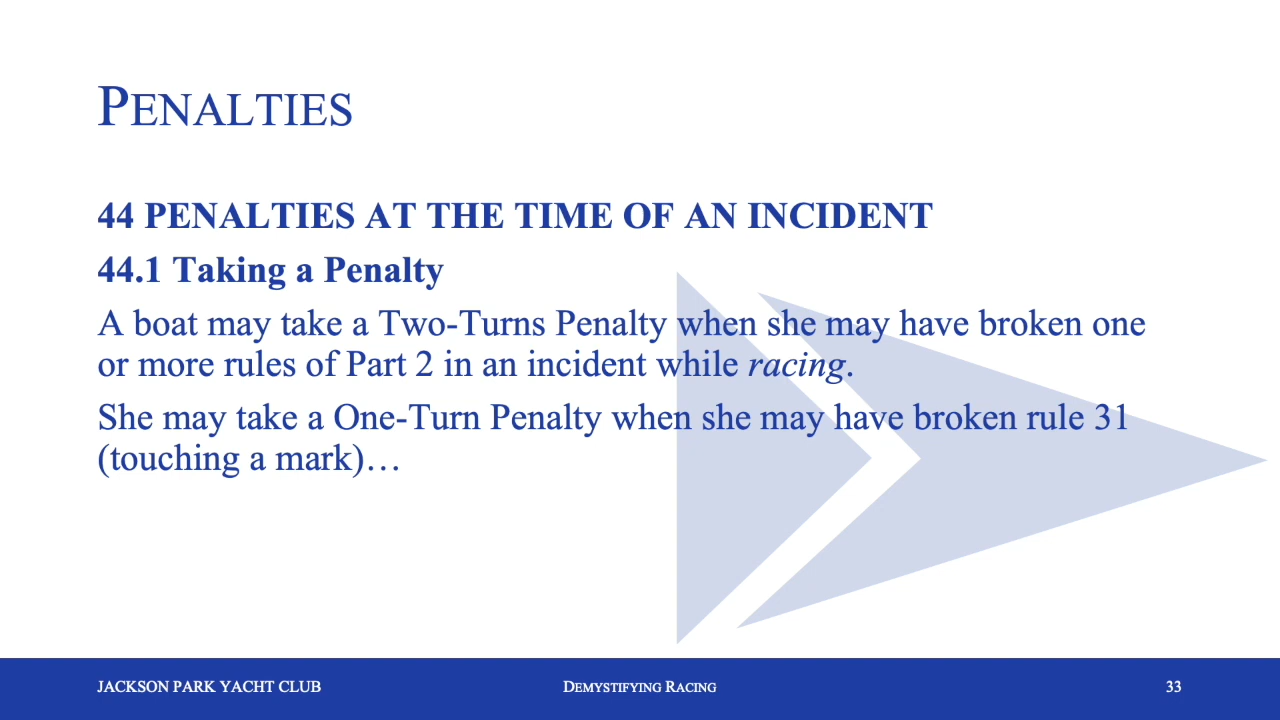 PENALTIES
44 PENALTIES AT THE TIME OF AN INCIDENT
44.1 Taking a Penalty
A boat may take a Two-Turns Penalty when she may have broken one
or more rules of Part 2 in an incident while racing.
She may take a One-Turn Penalty when she may have broken rule 31
(touching a mark)…
JACKSON PARK YACHT CLUB
DEMYSTIFYING RACING
33